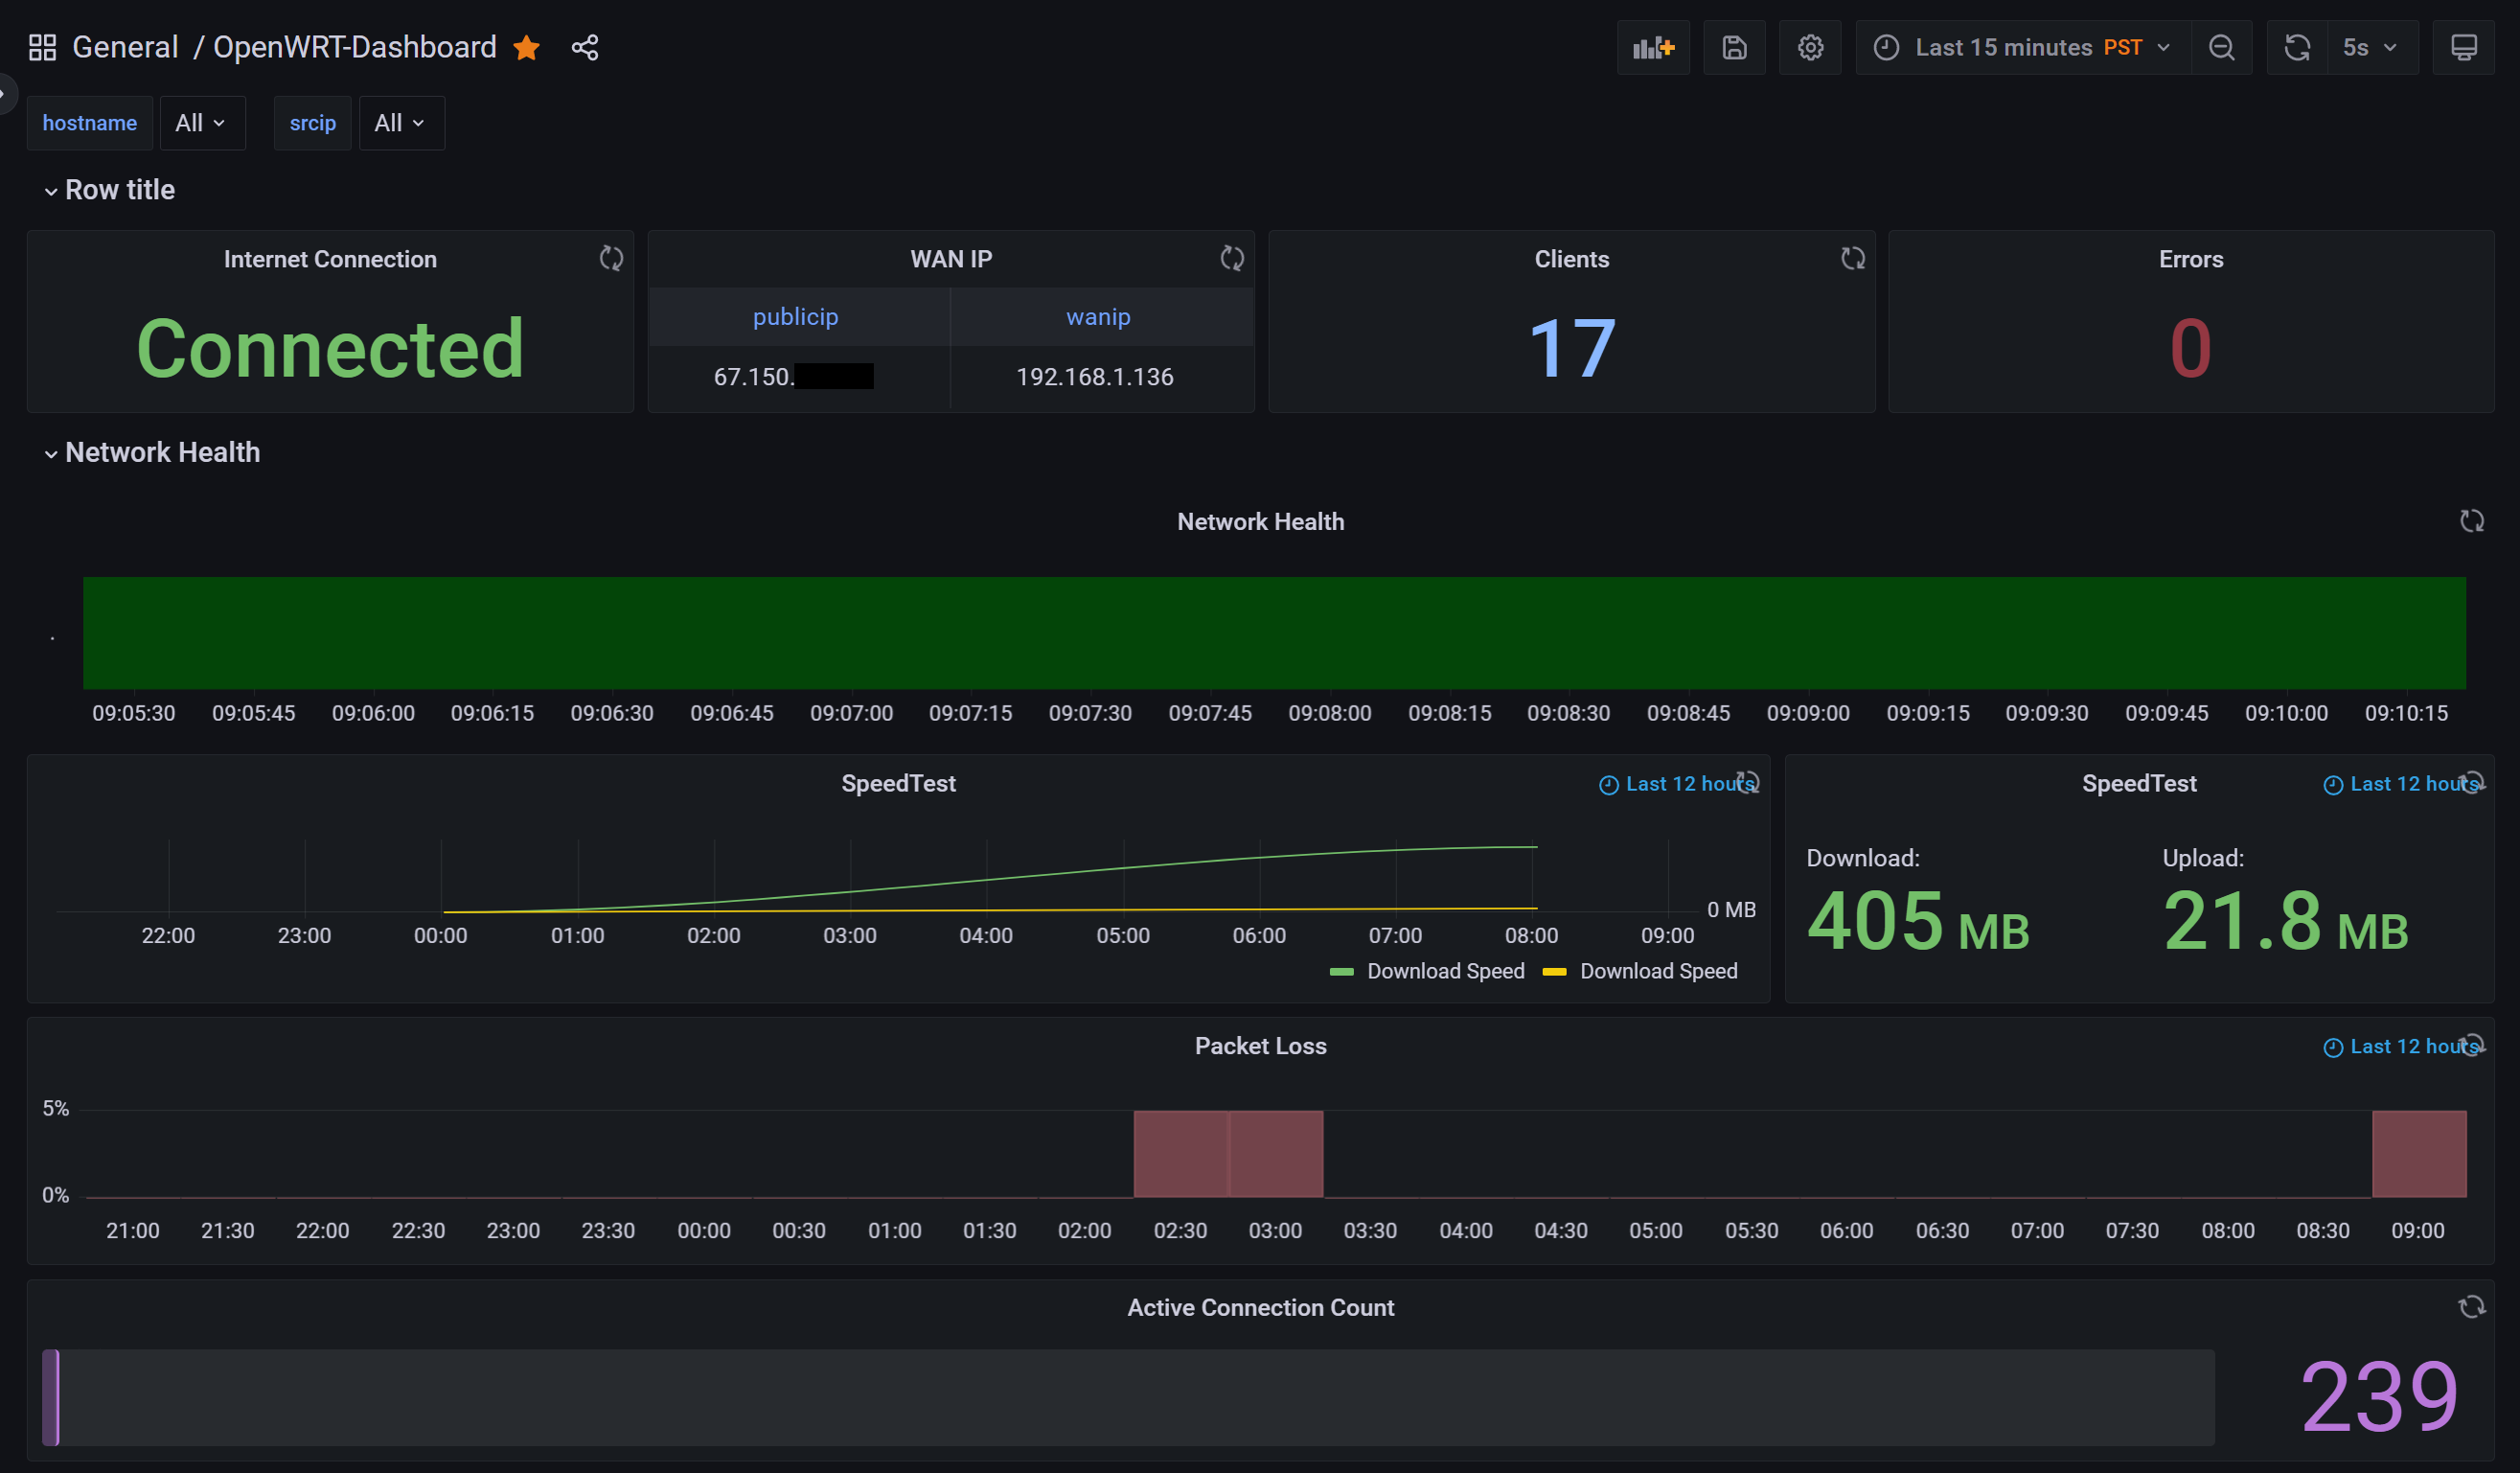 General / OpenWRT-Dashboard
Last 15 minutes PST
5s
hostname All srcip All
Row title
Internet Connection
Connected
WAN IP
publicip wanip
67.150. 192.168.1.136
Clients
17
Errors
0
Network Health
Network Health
.
09:05:30 09:05:45 09:06:00 09:06:15 09:06:30 09:06:45 09:07:00 09:07:15 09:07:30 09:07:45 09:08:00 09:08:15 09:08:30 09:08:45 09:09:00 09:09:15 09:09:30 09:09:45 09:10:00 09:10:15
SpeedTest
Last 12 hours
0 MB
22:00 23:00 00:00 01:00 02:00 03:00 04:00 05:00 06:00 07:00 08:00 09:00
Download Speed Download Speed
SpeedTest
Last 12 hours
Download: Upload:
405 MB 21.8 MB
Packet Loss
Last 12 hours
5%
0%
21:00 21:30 22:00 22:30 23:00 23:30 00:00 00:30 01:00 01:30 02:00 02:30 03:00 03:30 04:00 04:30 05:00 05:30 06:00 06:30 07:00 07:30 08:00 08:30 09:00
Active Connection Count
239